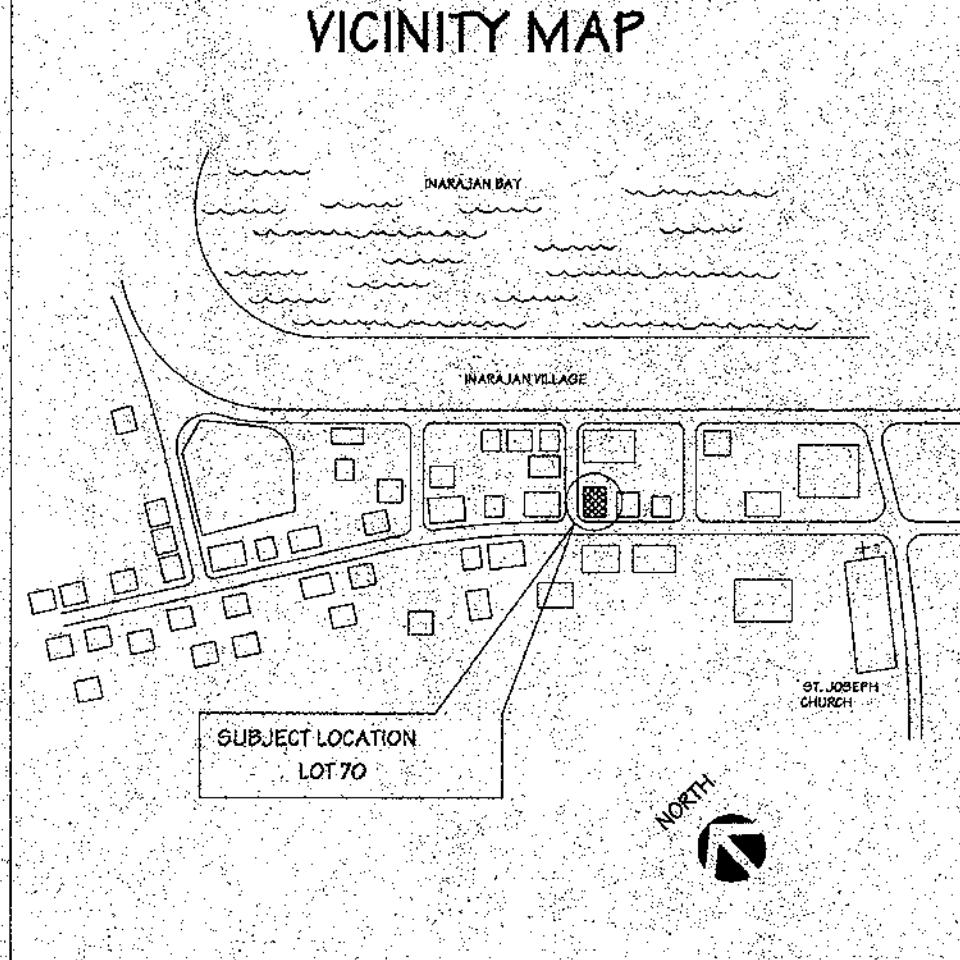 VICINITY MAP
INARAJAN BAY
INARAJAN VILLAGE
ST. JOSEPH
CHURCH
SUBJECT LOCATION
LOT 70
NORTH